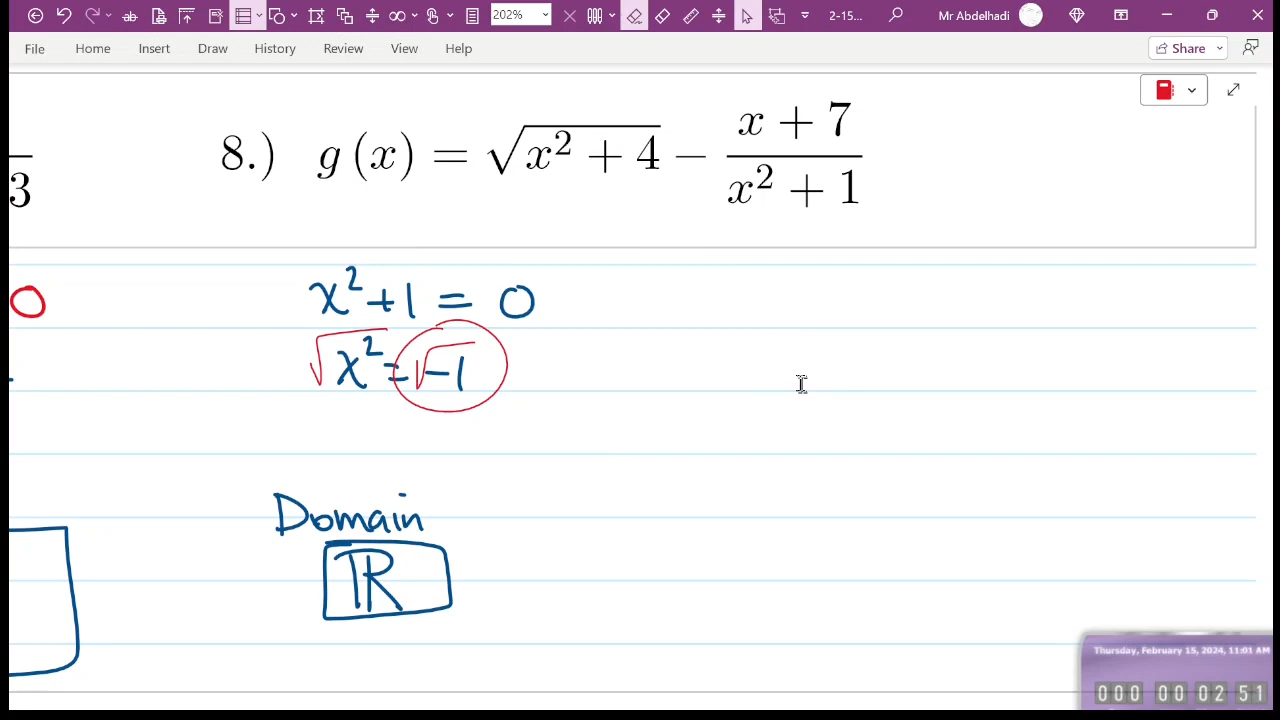 202% 2-15... Mr Abdelhadi
File Home Insert Draw History Review View Help Share
8.) g (x) = √(x² + 4) − (x + 7)/(x² + 1)
3
0
x² + 1 = 0
√x² = √−1
Domain
ℝ
Thursday, February 15, 2024, 11:01 AM
000 00 02 51